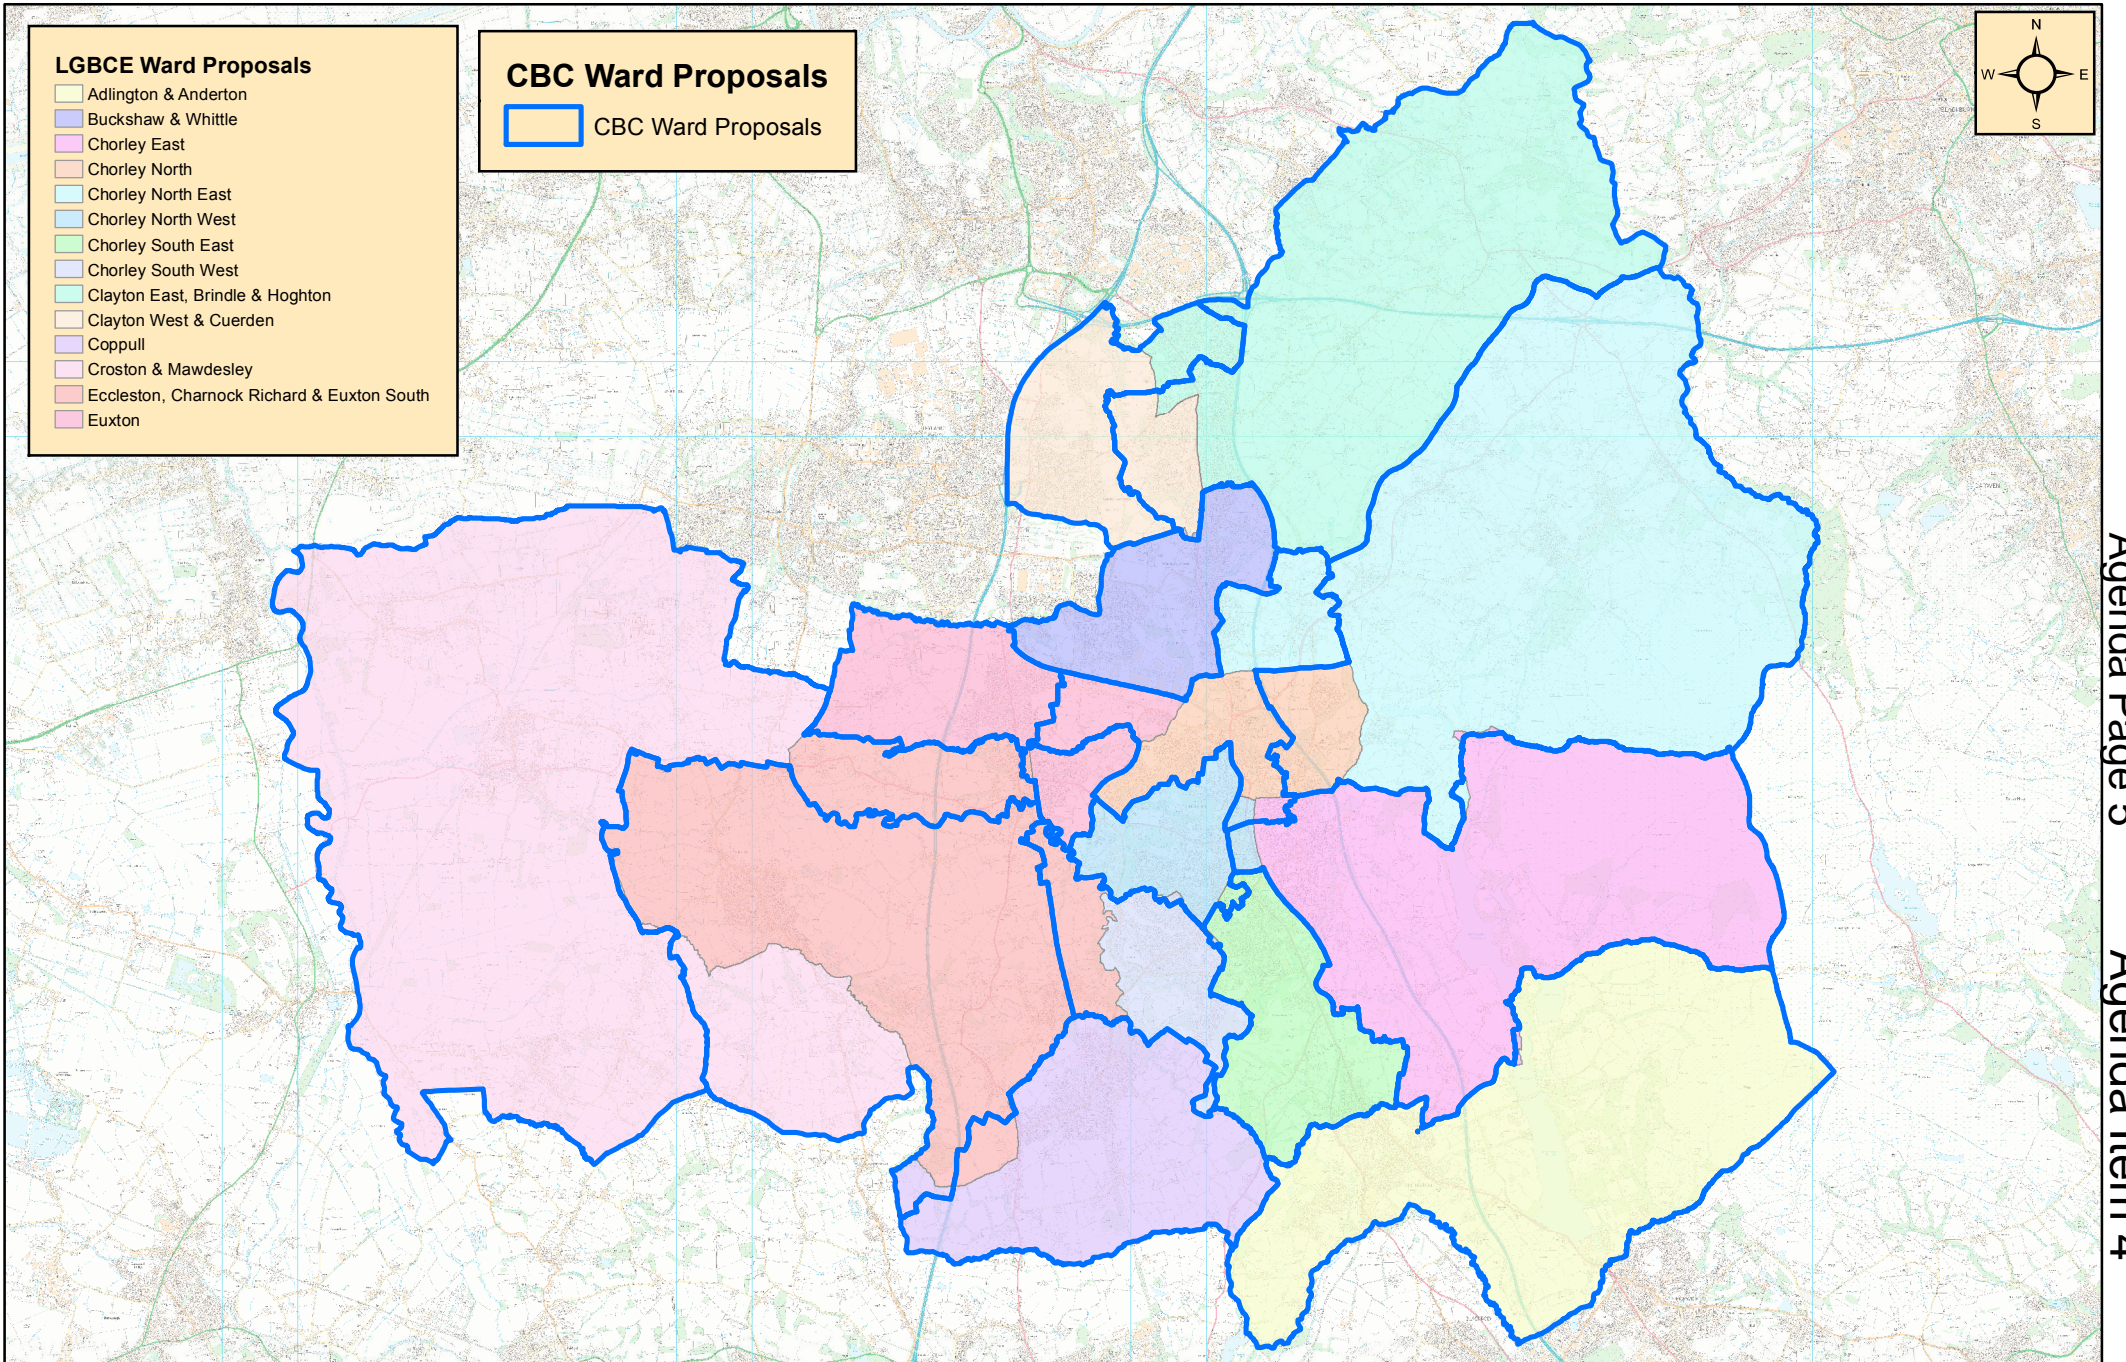 LGBCE Ward Proposals
Adlington & Anderton
Buckshaw & Whittle
Chorley East
Chorley North
Chorley North East
Chorley North West
Chorley South East
Chorley South West
Clayton East, Brindle & Hoghton
Clayton West & Cuerden
Coppull
Croston & Mawdesley
Eccleston, Charnock Richard & Euxton South
Euxton
CBC Ward Proposals
CBC Ward Proposals
N
W
E
S
Agenda Page 5
Agenda Item 4